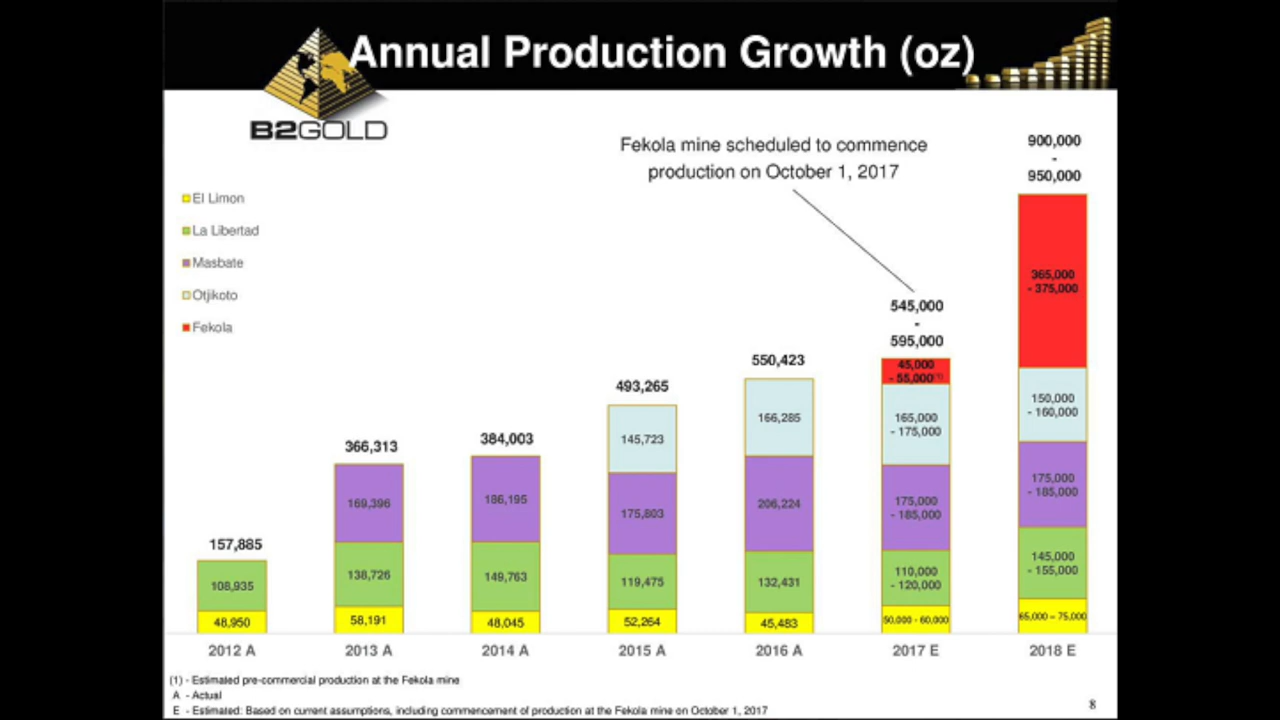 Annual Production Growth (oz)
B2GOLD
Fekola mine scheduled to commence
production on October 1, 2017
900,000
-
950,000
El Limon
La Libertad
Masbate
Otjikoto
Fekola
365,000
- 375,000
545,000
-
595,000
550,423
45,000
- 55,000(1)
493,265
150,000
- 160,000
166,285
165,000
- 175,000
384,003
366,313
145,723
175,000
- 185,000
186,195
169,396
206,224
175,000
- 185,000
175,803
157,885
145,000
- 155,000
138,726
149,763
110,000
- 120,000
119,475
132,431
108,935
48,950
58,191
48,045
52,264
45,483
50,000 - 60,000
65,000 – 75,000
2012 A
2013 A
2014 A
2015 A
2016 A
2017 E
2018 E
(1) - Estimated pre-commercial production at the Fekola mine
A - Actual
E - Estimated: Based on current assumptions, including commencement of production at the Fekola mine on October 1, 2017
8